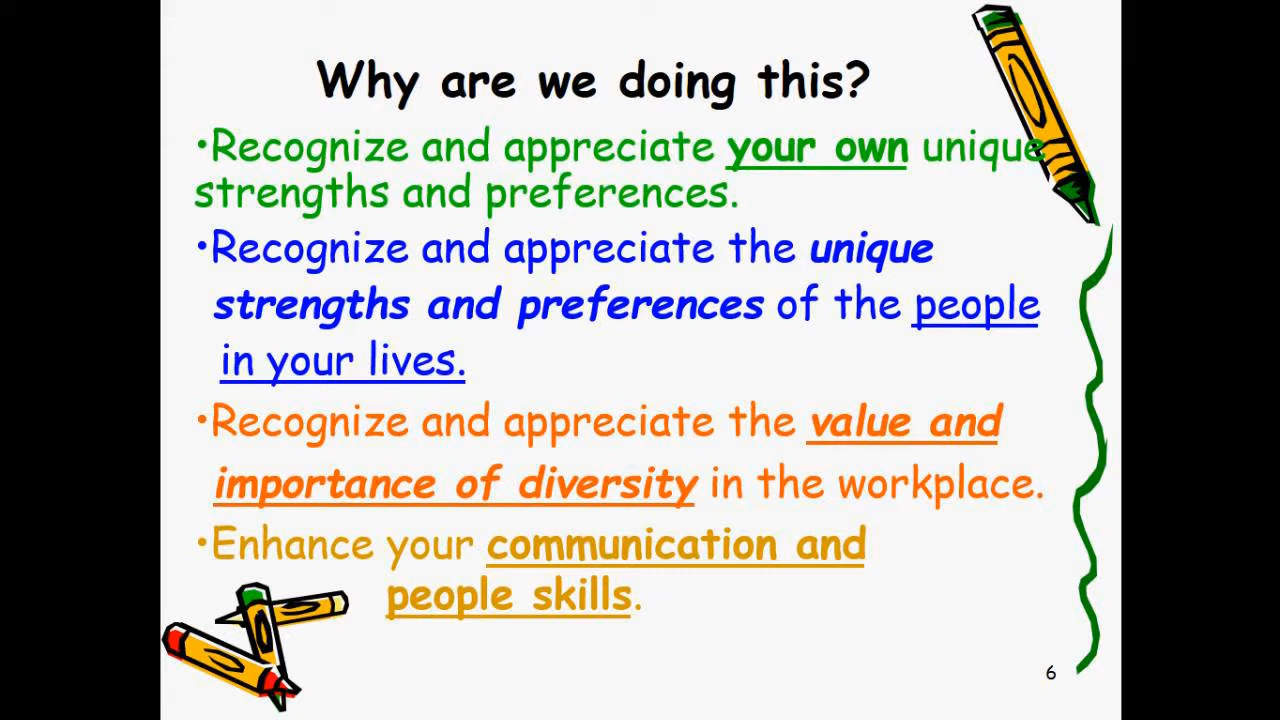 Why are we doing this?
•Recognize and appreciate your own unique
strengths and preferences.
•Recognize and appreciate the unique
strengths and preferences of the people
in your lives.
•Recognize and appreciate the value and
importance of diversity in the workplace.
•Enhance your communication and
people skills.
6